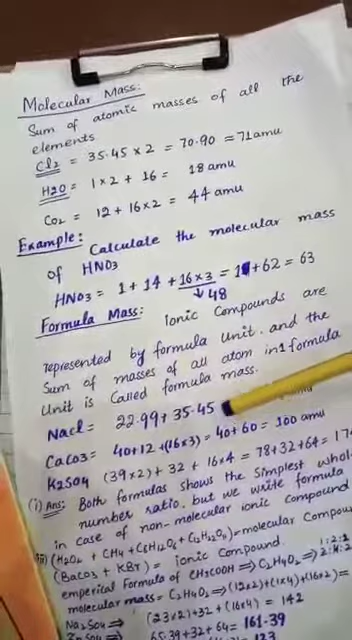 Molecular Mass:
Sum of atomic masses of all the
elements
Cl2 = 35.45 × 2 = 70.90 = 71amu
H2O = 1×2 + 16 = 18 amu
Co2 = 12 + 16×2 = 44 amu
Example: Calculate the molecular mass
of HNO3
HNO3 = 1 + 14 + 16×3 = 1+62 = 63
↓48
Formula Mass: Ionic Compounds are
represented by formula Unit. and the
Sum of masses of all atom in 1 formula
Unit is Called formula mass.
Nacl = 22.99 + 35.45
CaCo3 = 40+12+(16×3) = 40+60 = 100 amu
K2SO4 (39×2)+32+16×4 = 78+32+64 = 17
(i) Ans: Both formulas shows the Simplest whol
number ratio, but we write formula
in case of non-molecular ionic Compound
(H2O2 + CH4 + C6H12O6 + C12H22O11) = molecular Compou
(BaCo3 + KBr) = ionic Compound.
emperical Formula of CH3COOH ⇒ C2H4O2 ⇒
molecular mass = C2H4O2 ⇒ (12×2)+(1×4)+(16×2) =
Na2SO4 ⇒ (23×2)+32+(16×4) = 142
65.39+32+64 = 161.39